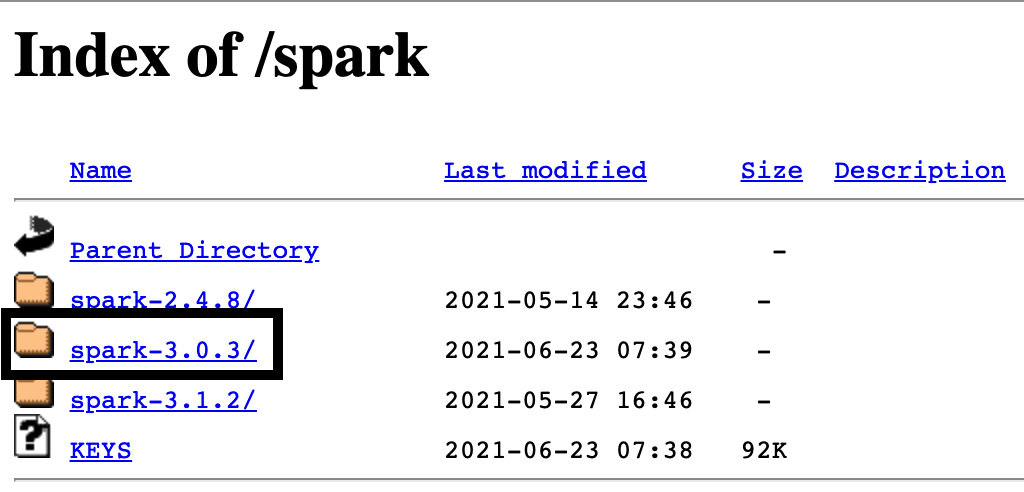 Index of /spark
Name Last modified Size Description
Parent Directory -
spark-2.4.8/ 2021-05-14 23:46 -
spark-3.0.3/ 2021-06-23 07:39 -
spark-3.1.2/ 2021-05-27 16:46 -
KEYS 2021-06-23 07:38 92K